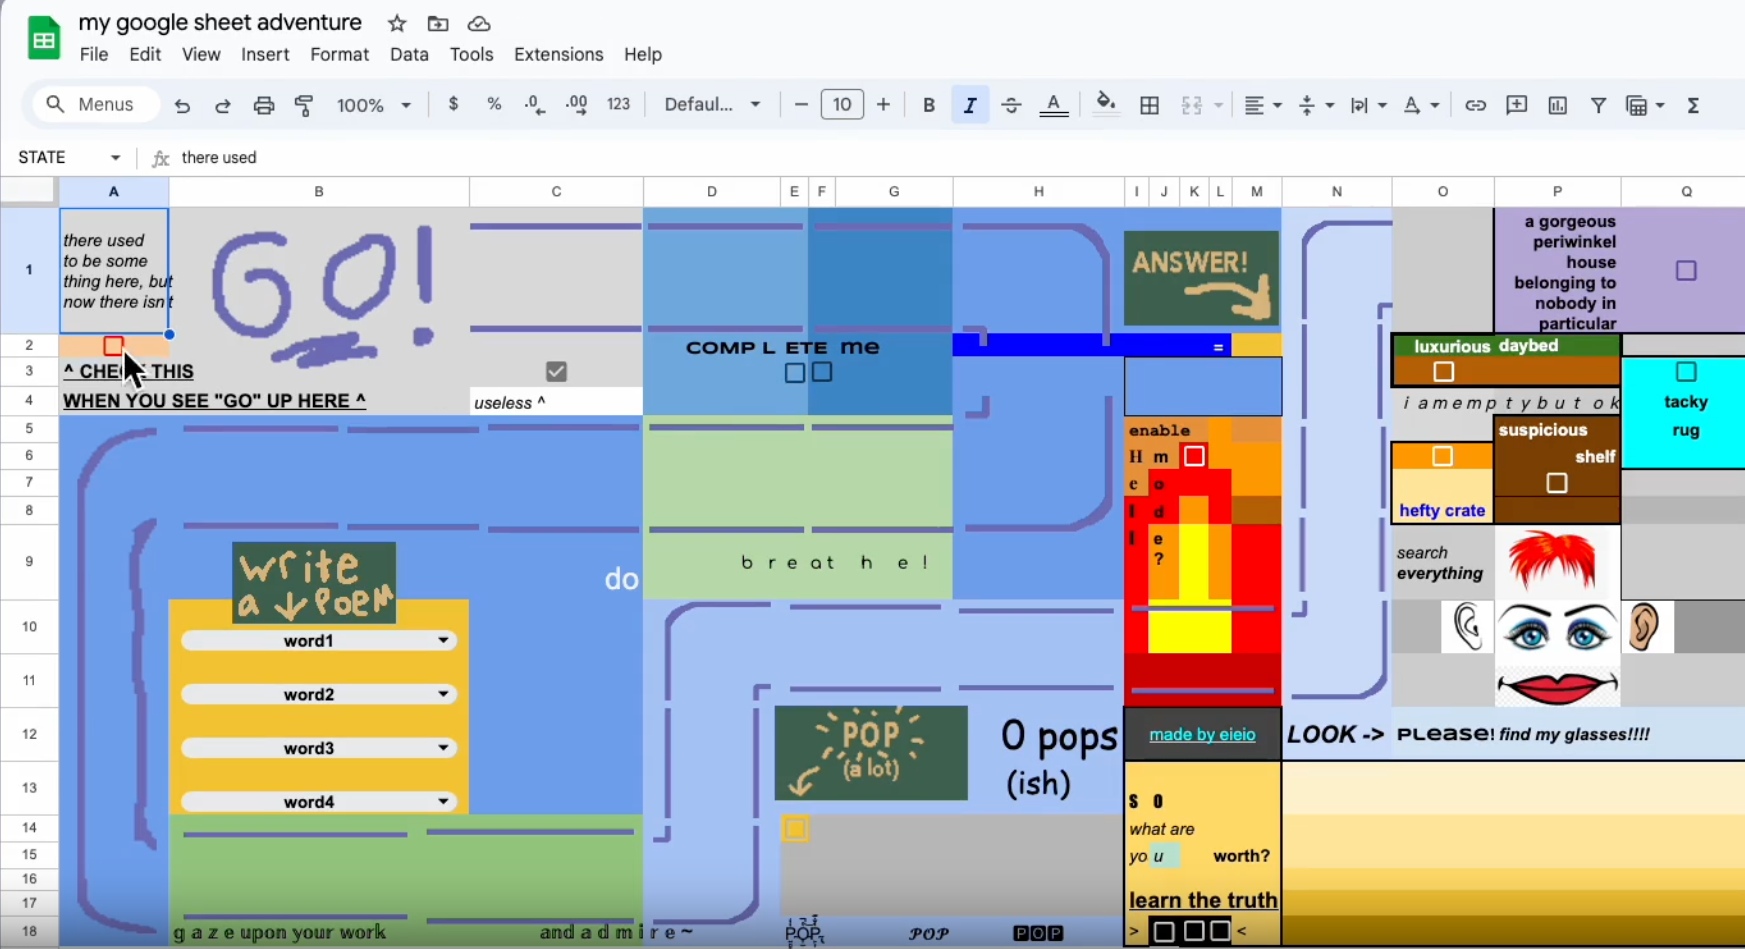 my google sheet adventure
File Edit View Insert Format Data Tools Extensions Help
Menus 100% $ % .0 .00 123 Defaul... 10 B I A Σ
STATE fx there used
A B C D E F G H I J K L M N O P Q
1
2
3
4
5
6
7
8
9
10
11
12
13
14
15
16
17
18
there used
to be some
thing here, but
now there isn't
GO!
^ CHE THIS
WHEN YOU SEE "GO" UP HERE ^
useless ^
COMP L ETE me
ANSWER!
=
a gorgeous
periwinkel
house
belonging to
nobody in
particular
luxurious daybed
i a m e m p t y b u t o k
tacky
rug
suspicious
shelf
hefty crate
enable
H m
e o
l d
l e
?
do
b r e a t h e !
write
a poem
word1
word2
word3
word4
search
everything
POP
(a lot)
0 pops
(ish)
made by eieio
LOOK -> PLease! find my glasses!!!!
S O
what are
yo u worth?
learn the truth
> <
g a z e upon your work and a d m i r e ~
POP POP POP